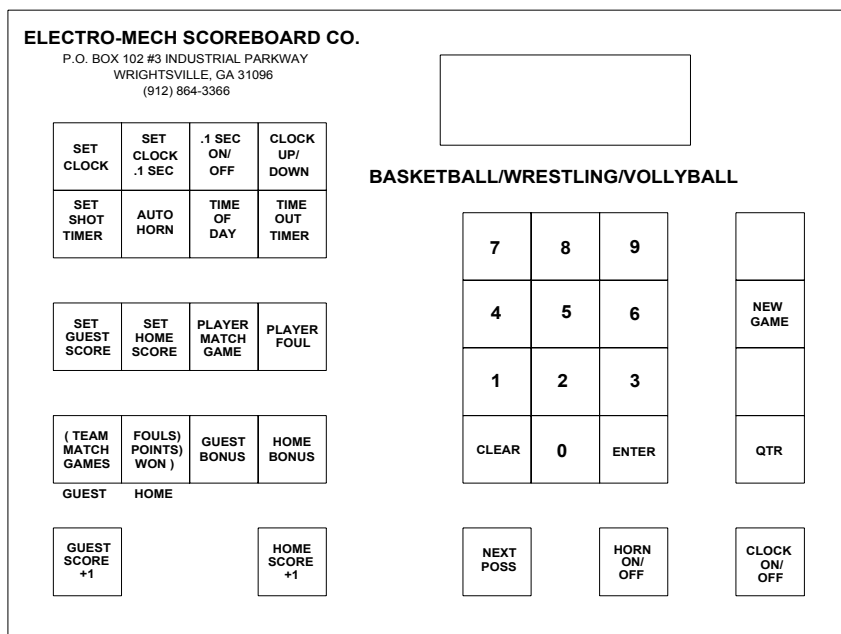 ELECTRO-MECH SCOREBOARD CO.
P.O. BOX 102 #3 INDUSTRIAL PARKWAY
WRIGHTSVILLE, GA 31096
(912) 864-3366
SET
CLOCK
SET
CLOCK
.1 SEC
.1 SEC
ON/
OFF
CLOCK
UP/
DOWN
SET
SHOT
TIMER
AUTO
HORN
TIME
OF
DAY
TIME
OUT
TIMER
SET
GUEST
SCORE
SET
HOME
SCORE
PLAYER
MATCH
GAME
PLAYER
FOUL
( TEAM
MATCH
GAMES
FOULS)
POINTS)
WON )
GUEST
BONUS
HOME
BONUS
GUEST
HOME
GUEST
SCORE
+1
HOME
SCORE
+1
BASKETBALL/WRESTLING/VOLLYBALL
7
8
9
4
5
6
NEW
GAME
1
2
3
CLEAR
0
ENTER
QTR
NEXT
POSS
HORN
ON/
OFF
CLOCK
ON/
OFF